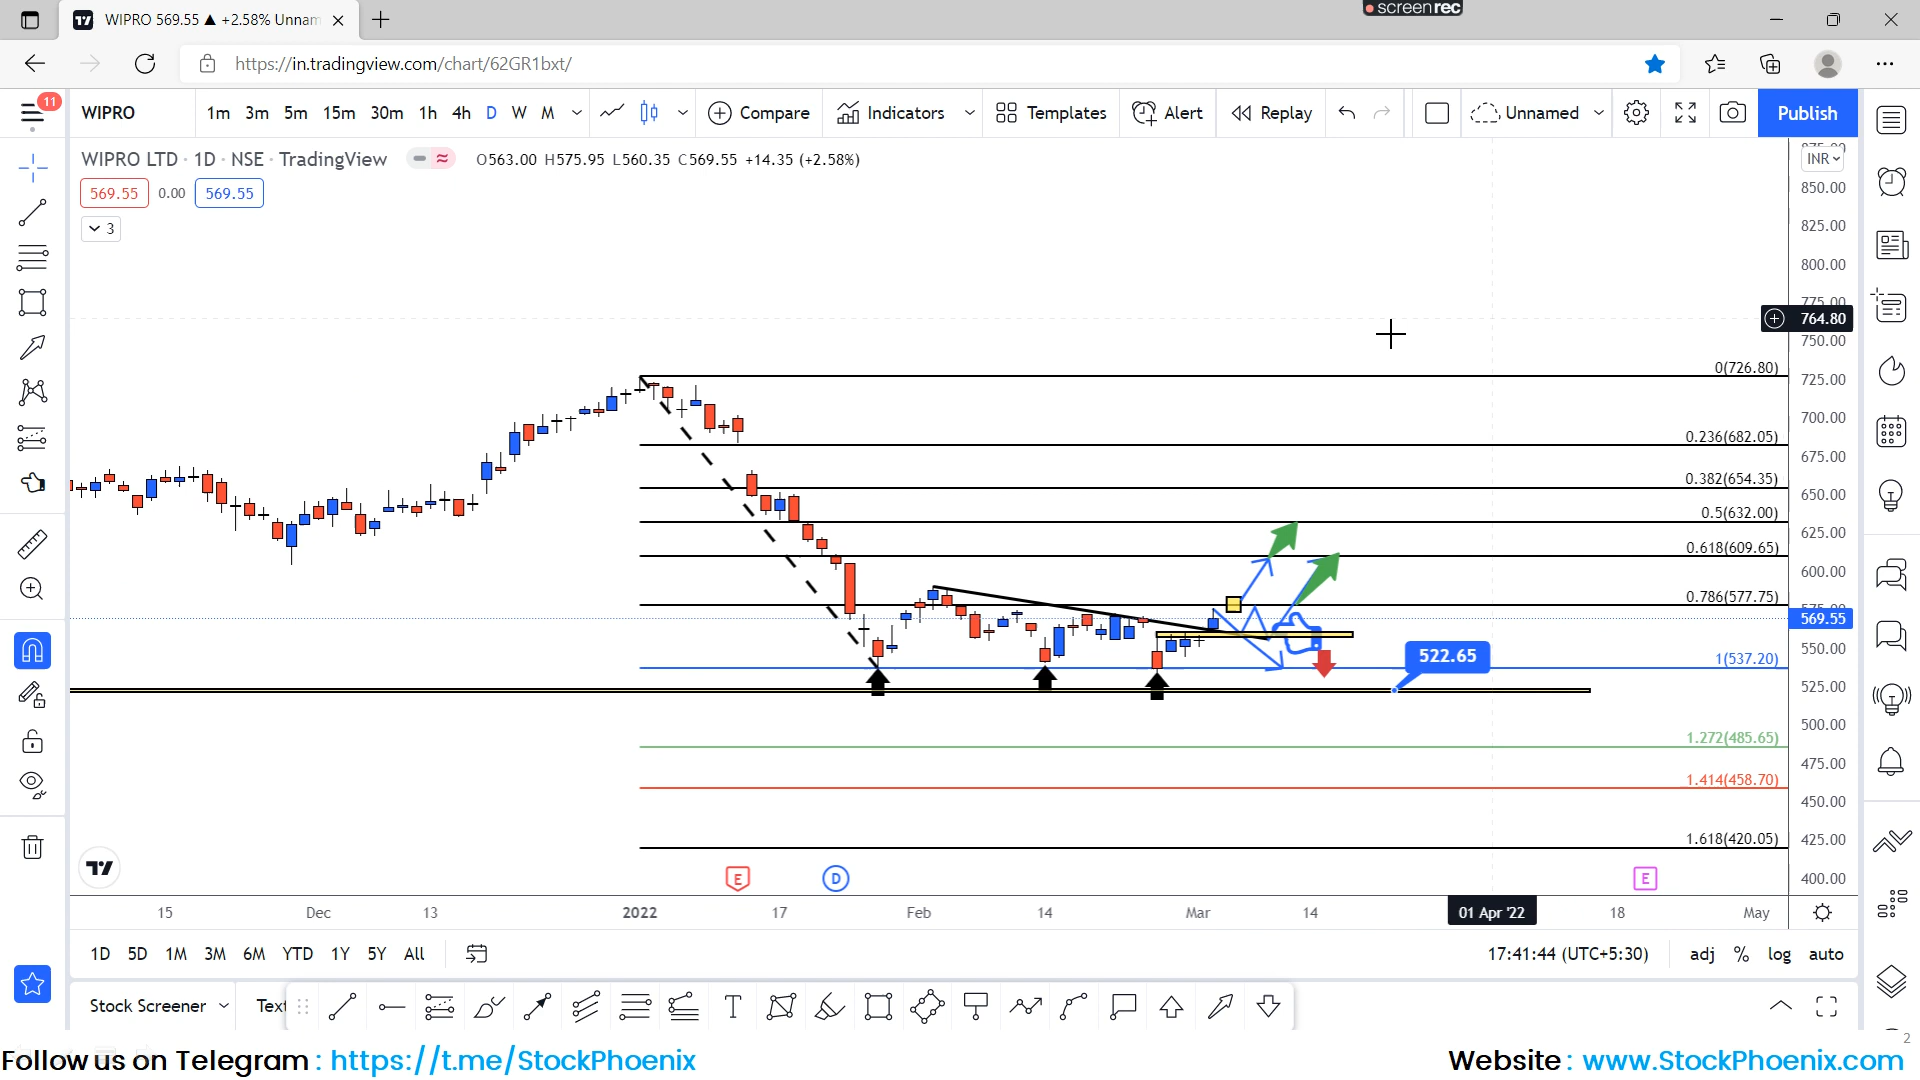 WIPRO 569.55 ▲ +2.58% Unnam
screenrec
https://in.tradingview.com/chart/62GR1bxt/
11
WIPRO
1m 3m 5m 15m 30m 1h 4h D W M
Compare
Indicators
Templates
Alert
Replay
Unnamed
Publish
WIPRO LTD · 1D · NSE · TradingView
O563.00 H575.95 L560.35 C569.55 +14.35 (+2.58%)
569.55 0.00 569.55
3
INR
850.00
825.00
800.00
775.00
764.80
750.00
725.00
700.00
675.00
650.00
625.00
600.00
569.55
550.00
525.00
500.00
475.00
450.00
425.00
400.00
0(726.80)
0.236(682.05)
0.382(654.35)
0.5(632.00)
0.618(609.65)
0.786(577.75)
1(537.20)
522.65
1.272(485.65)
1.414(458.70)
1.618(420.05)
E D E
15 Dec 13 2022 17 Feb 14 Mar 14 01 Apr '22 18 May
1D 5D 1M 3M 6M YTD 1Y 5Y All
17:41:44 (UTC+5:30) adj % log auto
Stock Screener
Text
2
Follow us on Telegram : https://t.me/StockPhoenix
Website : www.StockPhoenix.com